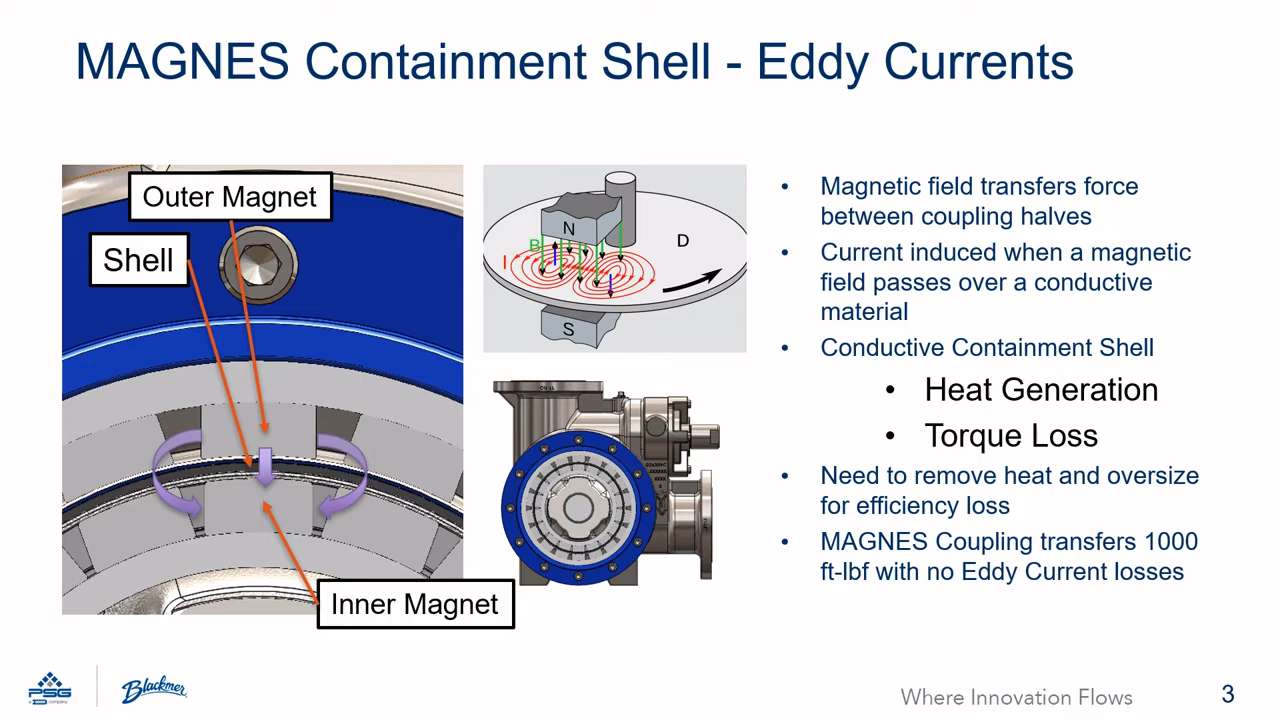 MAGNES Containment Shell - Eddy Currents
Outer Magnet
Shell
Inner Magnet
N
B
I
D
S
• Magnetic field transfers force
between coupling halves
• Current induced when a magnetic
field passes over a conductive
material
• Conductive Containment Shell
• Heat Generation
• Torque Loss
• Need to remove heat and oversize
for efficiency loss
• MAGNES Coupling transfers 1000
ft-lbf with no Eddy Current losses
PSG
a company
Blackmer
Where Innovation Flows
3